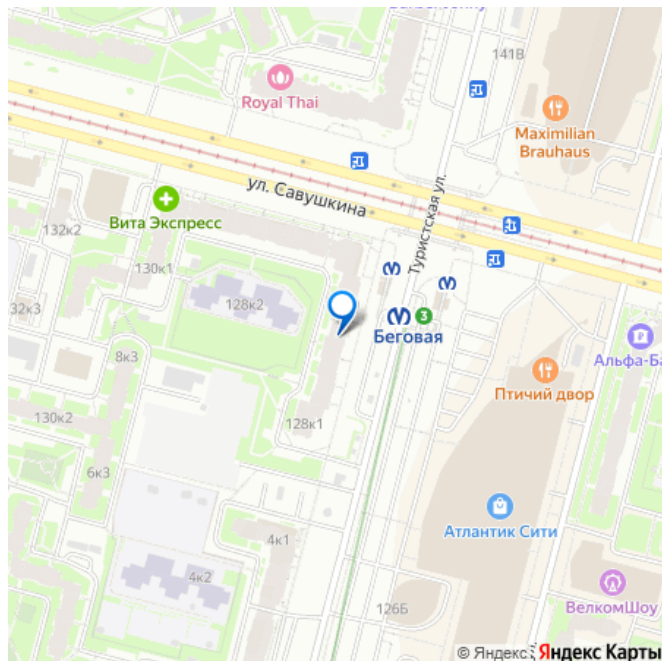 141В
Royal Thai
Maximilian
Brauhaus
ул. Савушкина
Туристская ул.
Вита Экспресс
132к2
130к1
128к2
32к3
3
Беговая
Альфа-Ба
8к3
Птичий двор
130к2
128к1
6к3
Атлантик Сити
4к1
4к2
126Б
ВелкомШоу
© Яндекс
Яндекс Карты